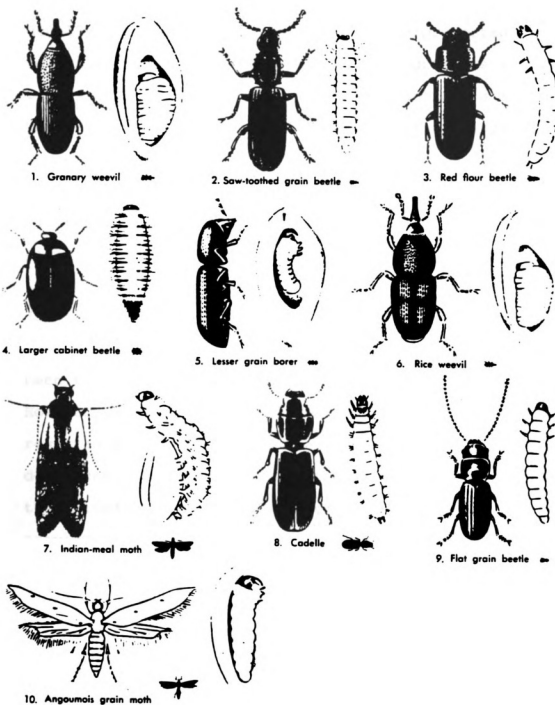 1. Granary weevil
2. Saw-toothed grain beetle
3. Red flour beetle
4. Larger cabinet beetle
5. Lesser grain borer
6. Rice weevil
7. Indian-meal moth
8. Cadelle
9. Flat grain beetle
10. Angoumois grain moth